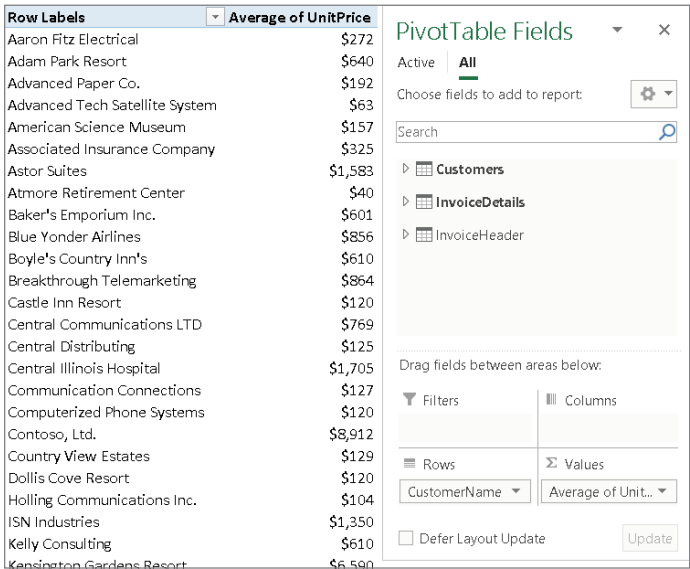 Row Labels Average of UnitPrice
Aaron Fitz Electrical $272
Adam Park Resort $640
Advanced Paper Co. $192
Advanced Tech Satellite System $63
American Science Museum $157
Associated Insurance Company $325
Astor Suites $1,583
Atmore Retirement Center $40
Baker's Emporium Inc. $601
Blue Yonder Airlines $856
Boyle's Country Inn's $610
Breakthrough Telemarketing $864
Castle Inn Resort $120
Central Communications LTD $769
Central Distributing $125
Central Illinois Hospital $1,705
Communication Connections $127
Computerized Phone Systems $120
Contoso, Ltd. $8,912
Country View Estates $129
Dollis Cove Resort $120
Holling Communications Inc. $104
ISN Industries $1,350
Kelly Consulting $610
Kensington Gardens Resort $6,590
PivotTable Fields
Active All
Choose fields to add to report:
Search
Customers
InvoiceDetails
InvoiceHeader
Drag fields between areas below:
Filters Columns
Rows Σ Values
CustomerName Average of Unit...
Defer Layout Update Update